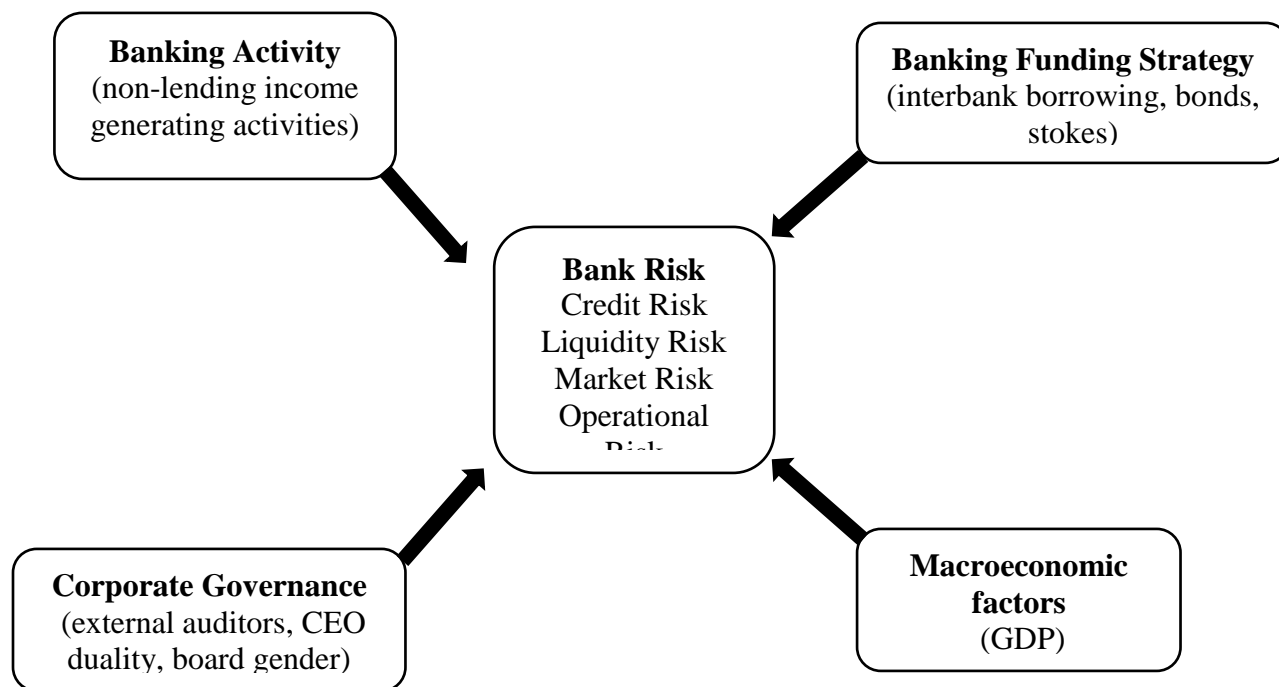 Banking Activity
(non-lending income
generating activities)
Banking Funding Strategy
(interbank borrowing, bonds,
stokes)
Bank Risk
Credit Risk
Liquidity Risk
Market Risk
Operational
Risk
Corporate Governance
(external auditors, CEO
duality, board gender)
Macroeconomic
factors
(GDP)